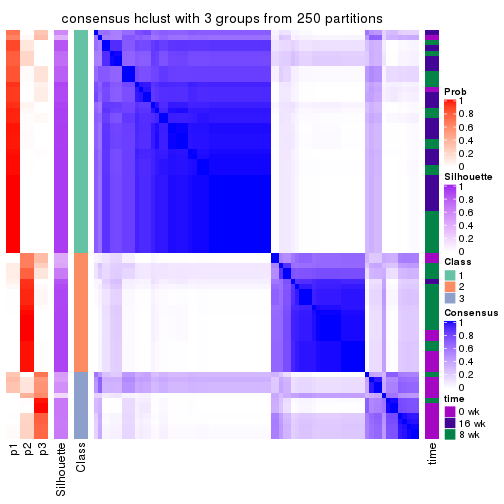 consensus hclust with 3 groups from 250 partitions
Prob
1
0.8
0.6
0.4
0.2
0
Silhouette
1
0.8
0.6
0.4
0.2
0
Class
1
2
3
Consensus
1
0.8
0.6
0.4
0.2
0
time
0 wk
16 wk
8 wk
p1
p2
p3
Silhouette
Class
time